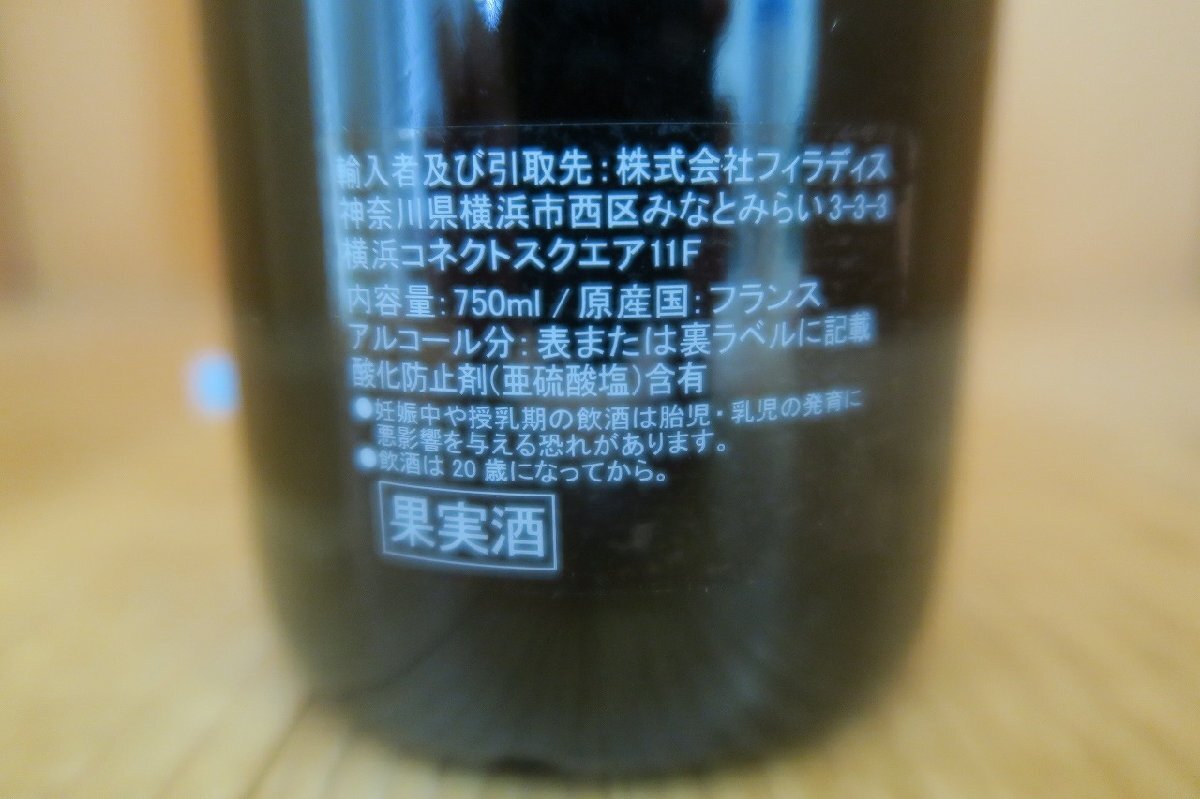 輸入者及び引取先：株式会社フィラディス
神奈川県横浜市西区みなとみらい3-3-3
横浜コネクトスクエア11F
内容量：750ml / 原産国：フランス
アルコール分：表または裏ラベルに記載
酸化防止剤(亜硫酸塩)含有
●妊娠中や授乳期の飲酒は胎児・乳児の発育に
悪影響を与える恐れがあります。
●飲酒は20歳になってから。
果実酒